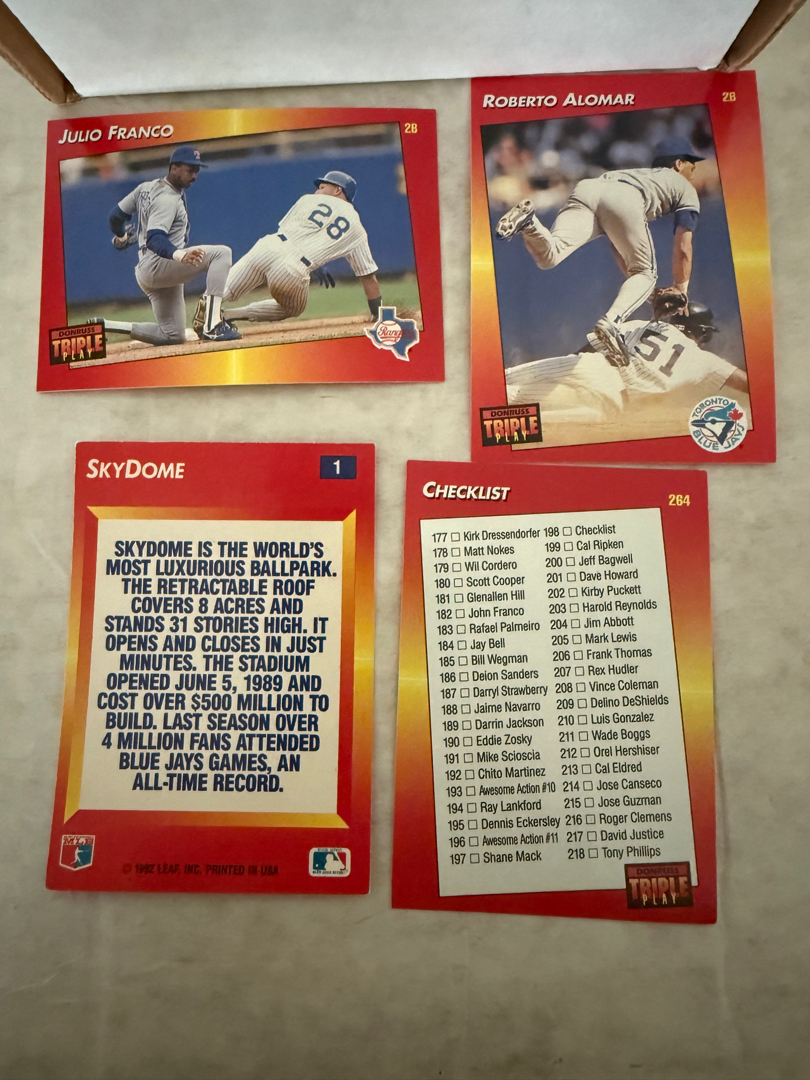 JULIO FRANCO
2B
28
Rangers
DONRUSS
TRIPLE
PLAY
ROBERTO ALOMAR
2B
51
DONRUSS
TRIPLE
PLAY
TORONTO
BLUE JAYS
SKYDOME
1
SKYDOME IS THE WORLD'S
MOST LUXURIOUS BALLPARK.
THE RETRACTABLE ROOF
COVERS 8 ACRES AND
STANDS 31 STORIES HIGH. IT
OPENS AND CLOSES IN JUST
MINUTES. THE STADIUM
OPENED JUNE 5, 1989 AND
COST OVER $500 MILLION TO
BUILD. LAST SEASON OVER
4 MILLION FANS ATTENDED
BLUE JAYS GAMES, AN
ALL-TIME RECORD.
© 1992 LEAF, INC. PRINTED IN USA
CHECKLIST
264
177 Kirk Dressendorfer 198 Checklist
178 Matt Nokes 199 Cal Ripken
179 Wil Cordero 200 Jeff Bagwell
180 Scott Cooper 201 Dave Howard
181 Glenallen Hill 202 Kirby Puckett
182 John Franco 203 Harold Reynolds
183 Rafael Palmeiro 204 Jim Abbott
184 Jay Bell 205 Mark Lewis
185 Bill Wegman 206 Frank Thomas
186 Deion Sanders 207 Rex Hudler
187 Darryl Strawberry 208 Vince Coleman
188 Jaime Navarro 209 Delino DeShields
189 Darrin Jackson 210 Luis Gonzalez
190 Eddie Zosky 211 Wade Boggs
191 Mike Scioscia 212 Orel Hershiser
192 Chito Martinez 213 Cal Eldred
193 Awesome Action #10 214 Jose Canseco
194 Ray Lankford 215 Jose Guzman
195 Dennis Eckersley 216 Roger Clemens
196 Awesome Action #11 217 David Justice
197 Shane Mack 218 Tony Phillips
DONRUSS
TRIPLE
PLAY